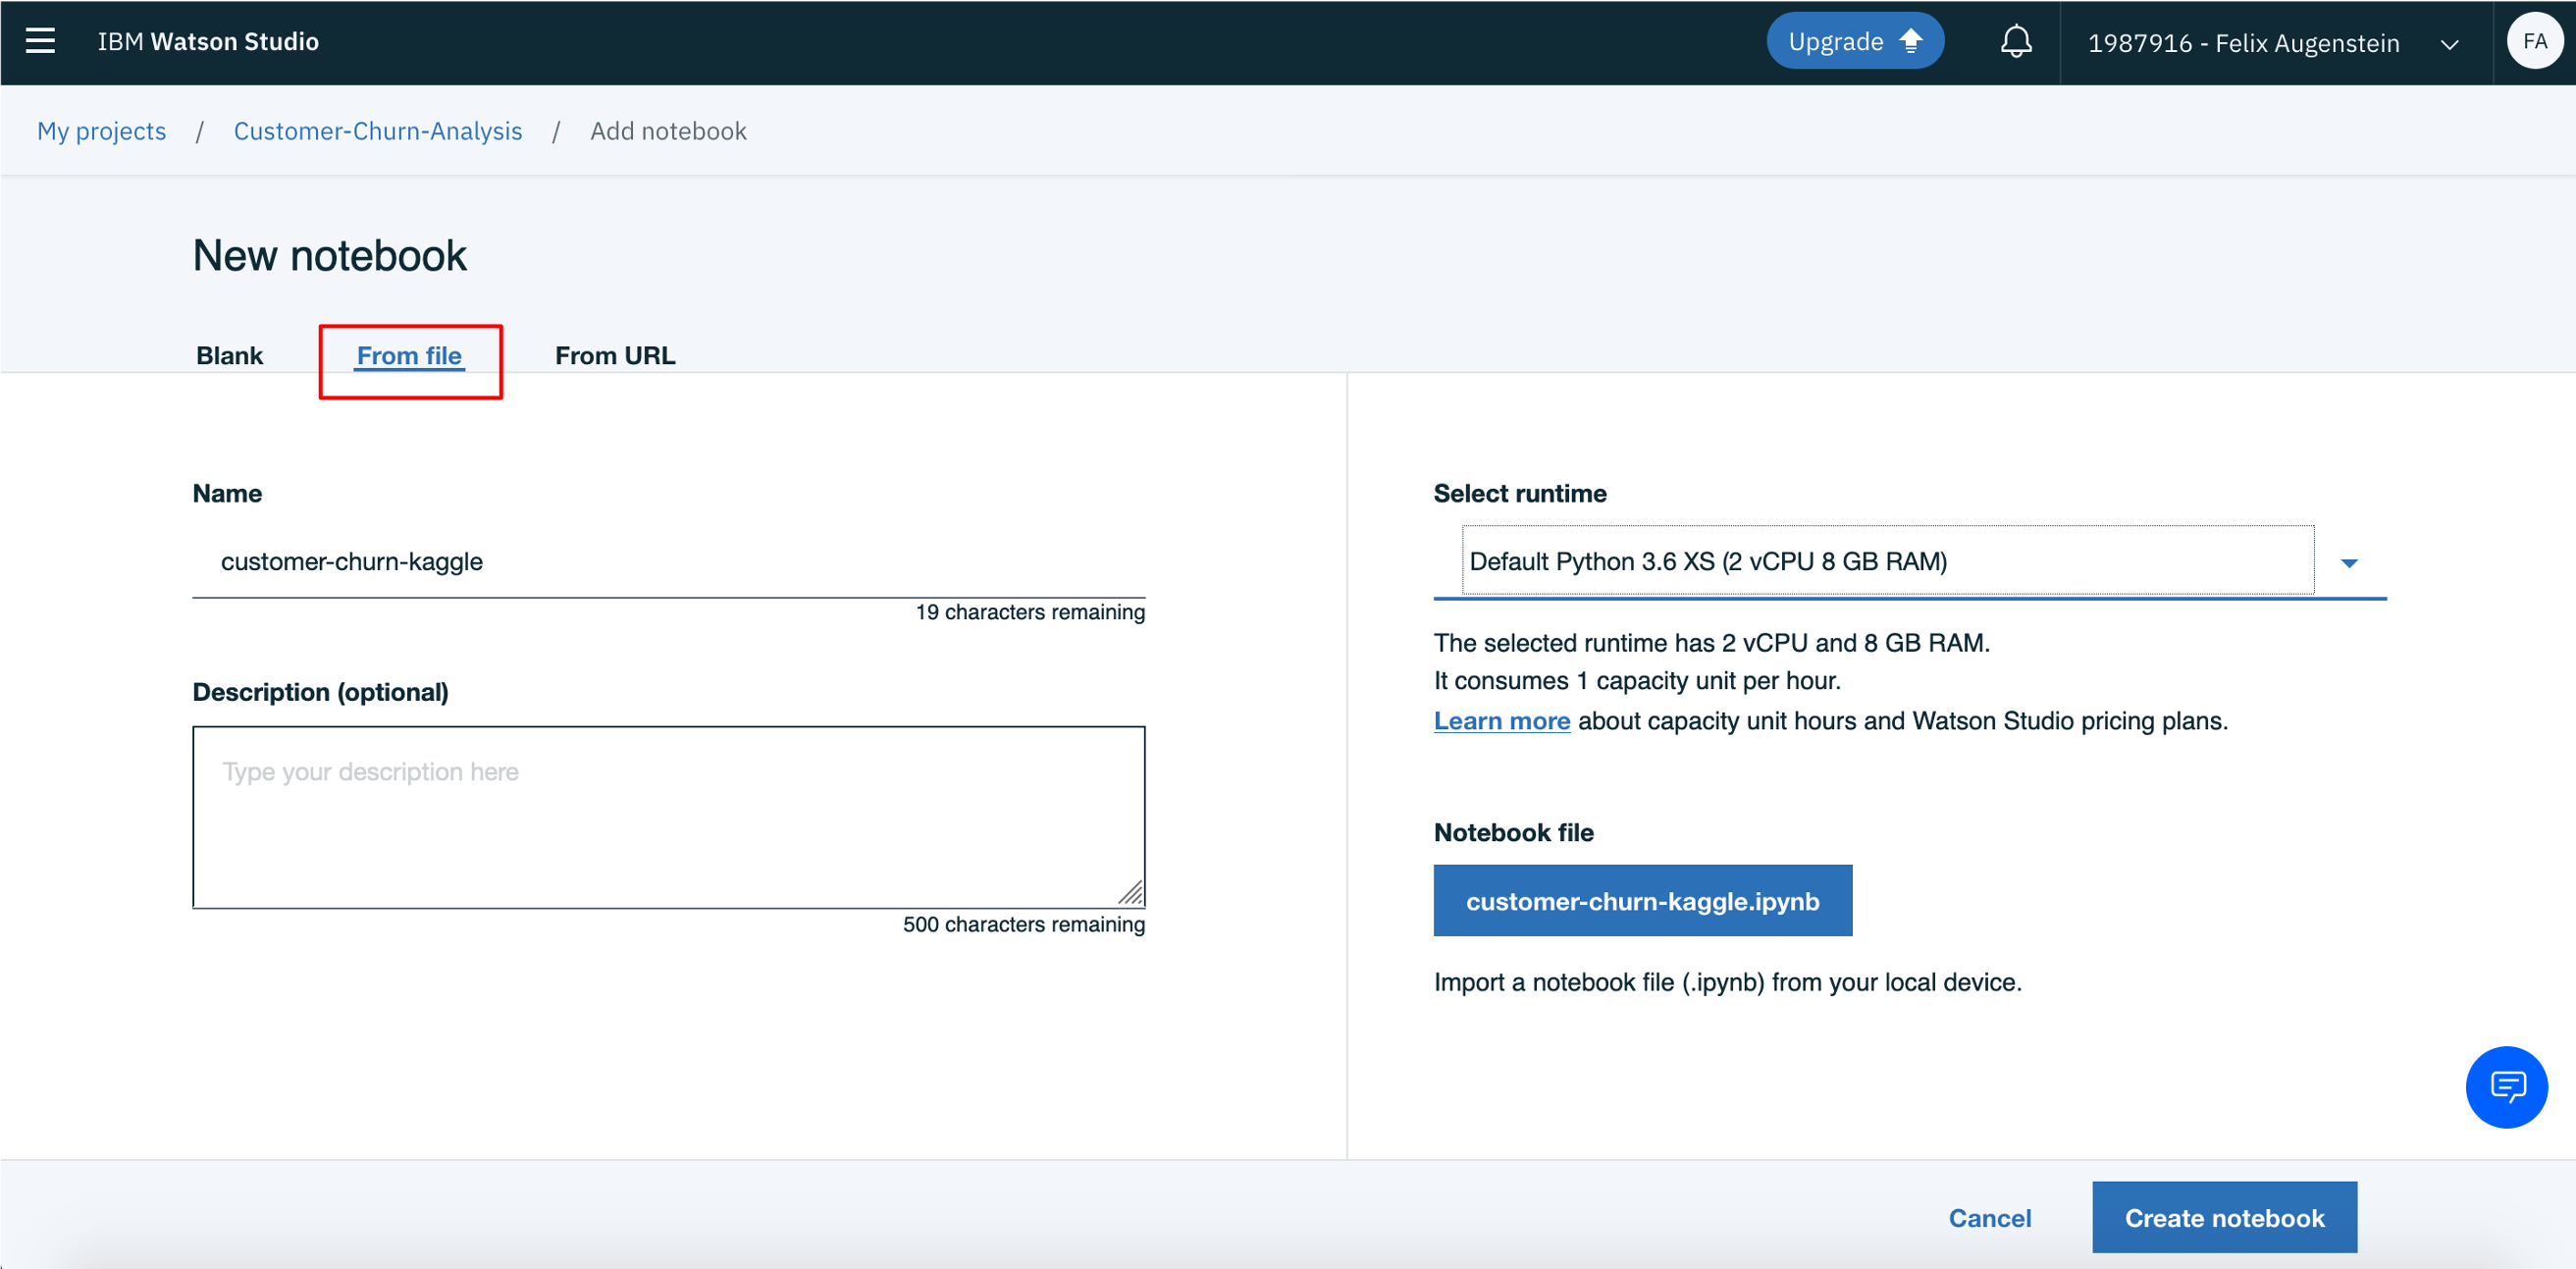 IBM Watson Studio
Upgrade
1987916 - Felix Augenstein
FA
My projects / Customer-Churn-Analysis / Add notebook
New notebook
Blank
From file
From URL
Name
customer-churn-kaggle
19 characters remaining
Description (optional)
Type your description here
500 characters remaining
Select runtime
Default Python 3.6 XS (2 vCPU 8 GB RAM)
The selected runtime has 2 vCPU and 8 GB RAM.
It consumes 1 capacity unit per hour.
Learn more about capacity unit hours and Watson Studio pricing plans.
Notebook file
customer-churn-kaggle.ipynb
Import a notebook file (.ipynb) from your local device.
Cancel
Create notebook